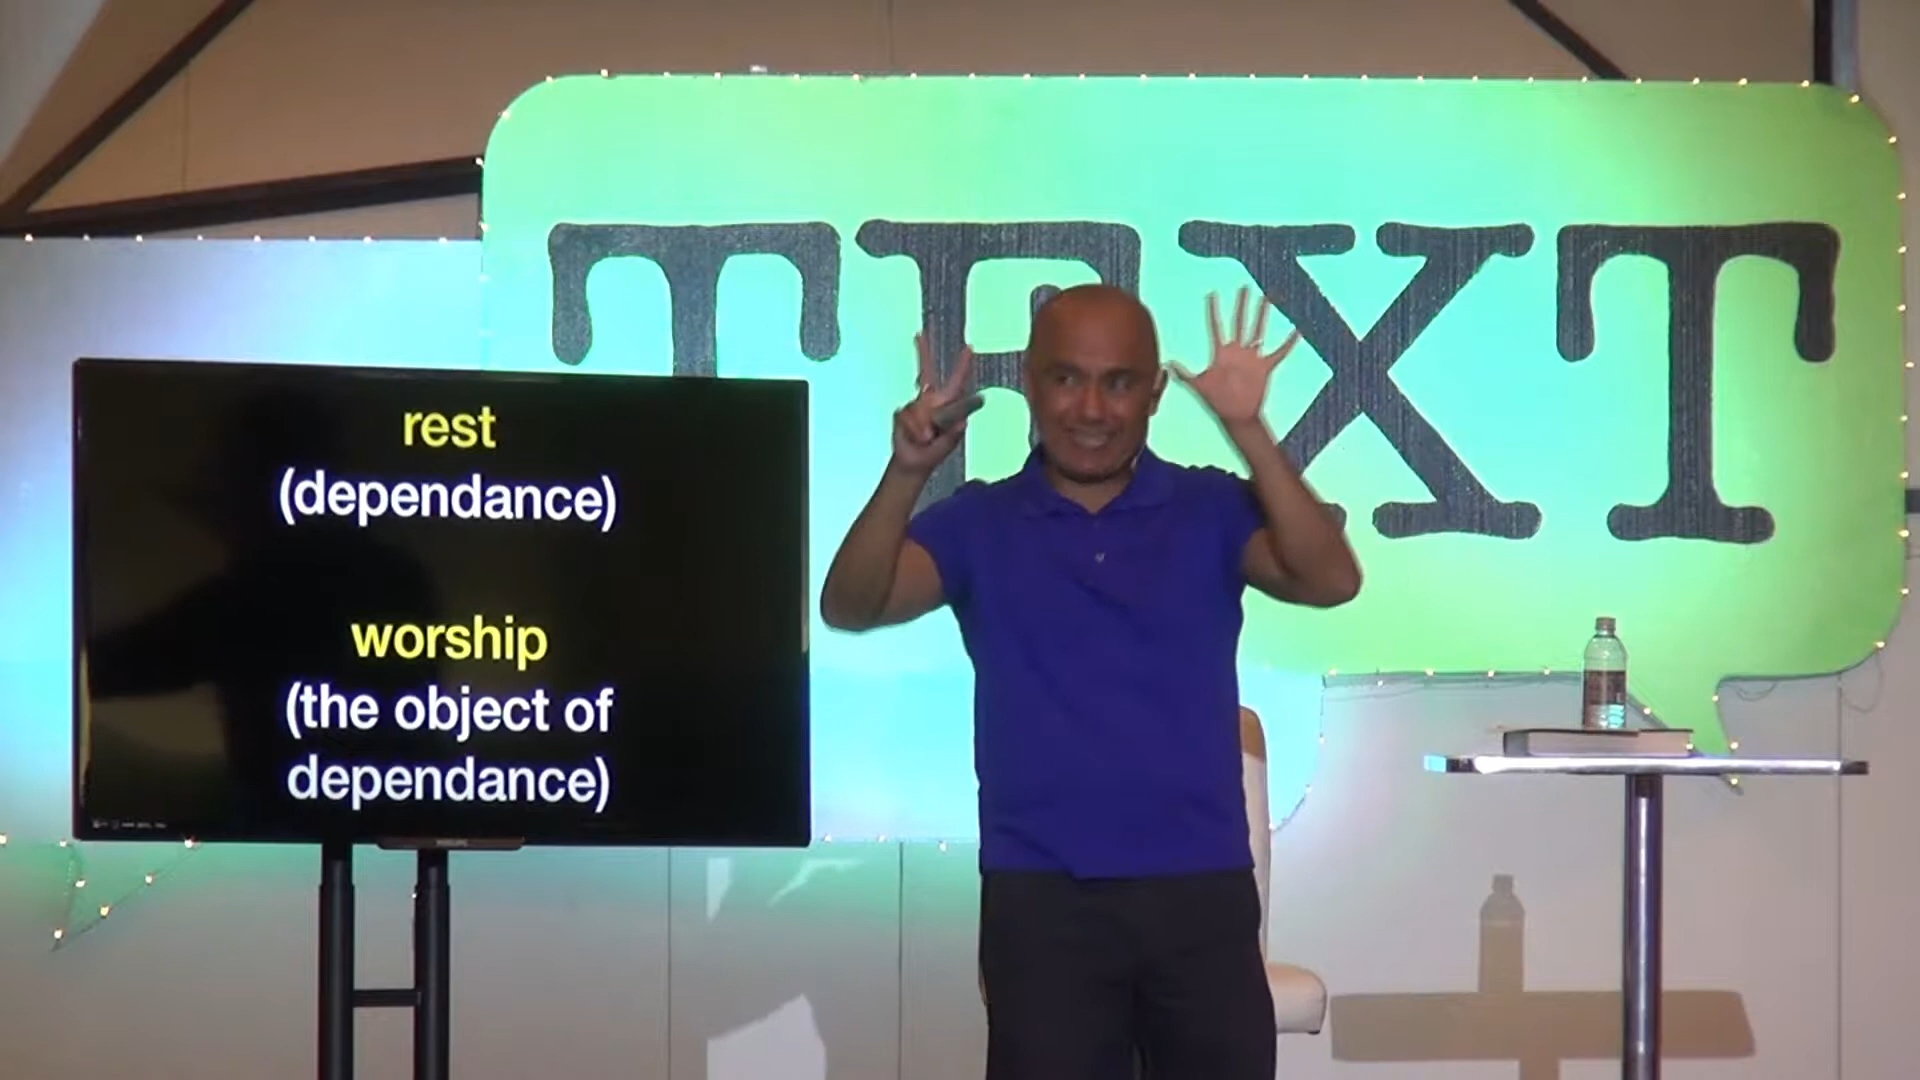 TEXT
rest
(dependance)
worship
(the object of
dependance)